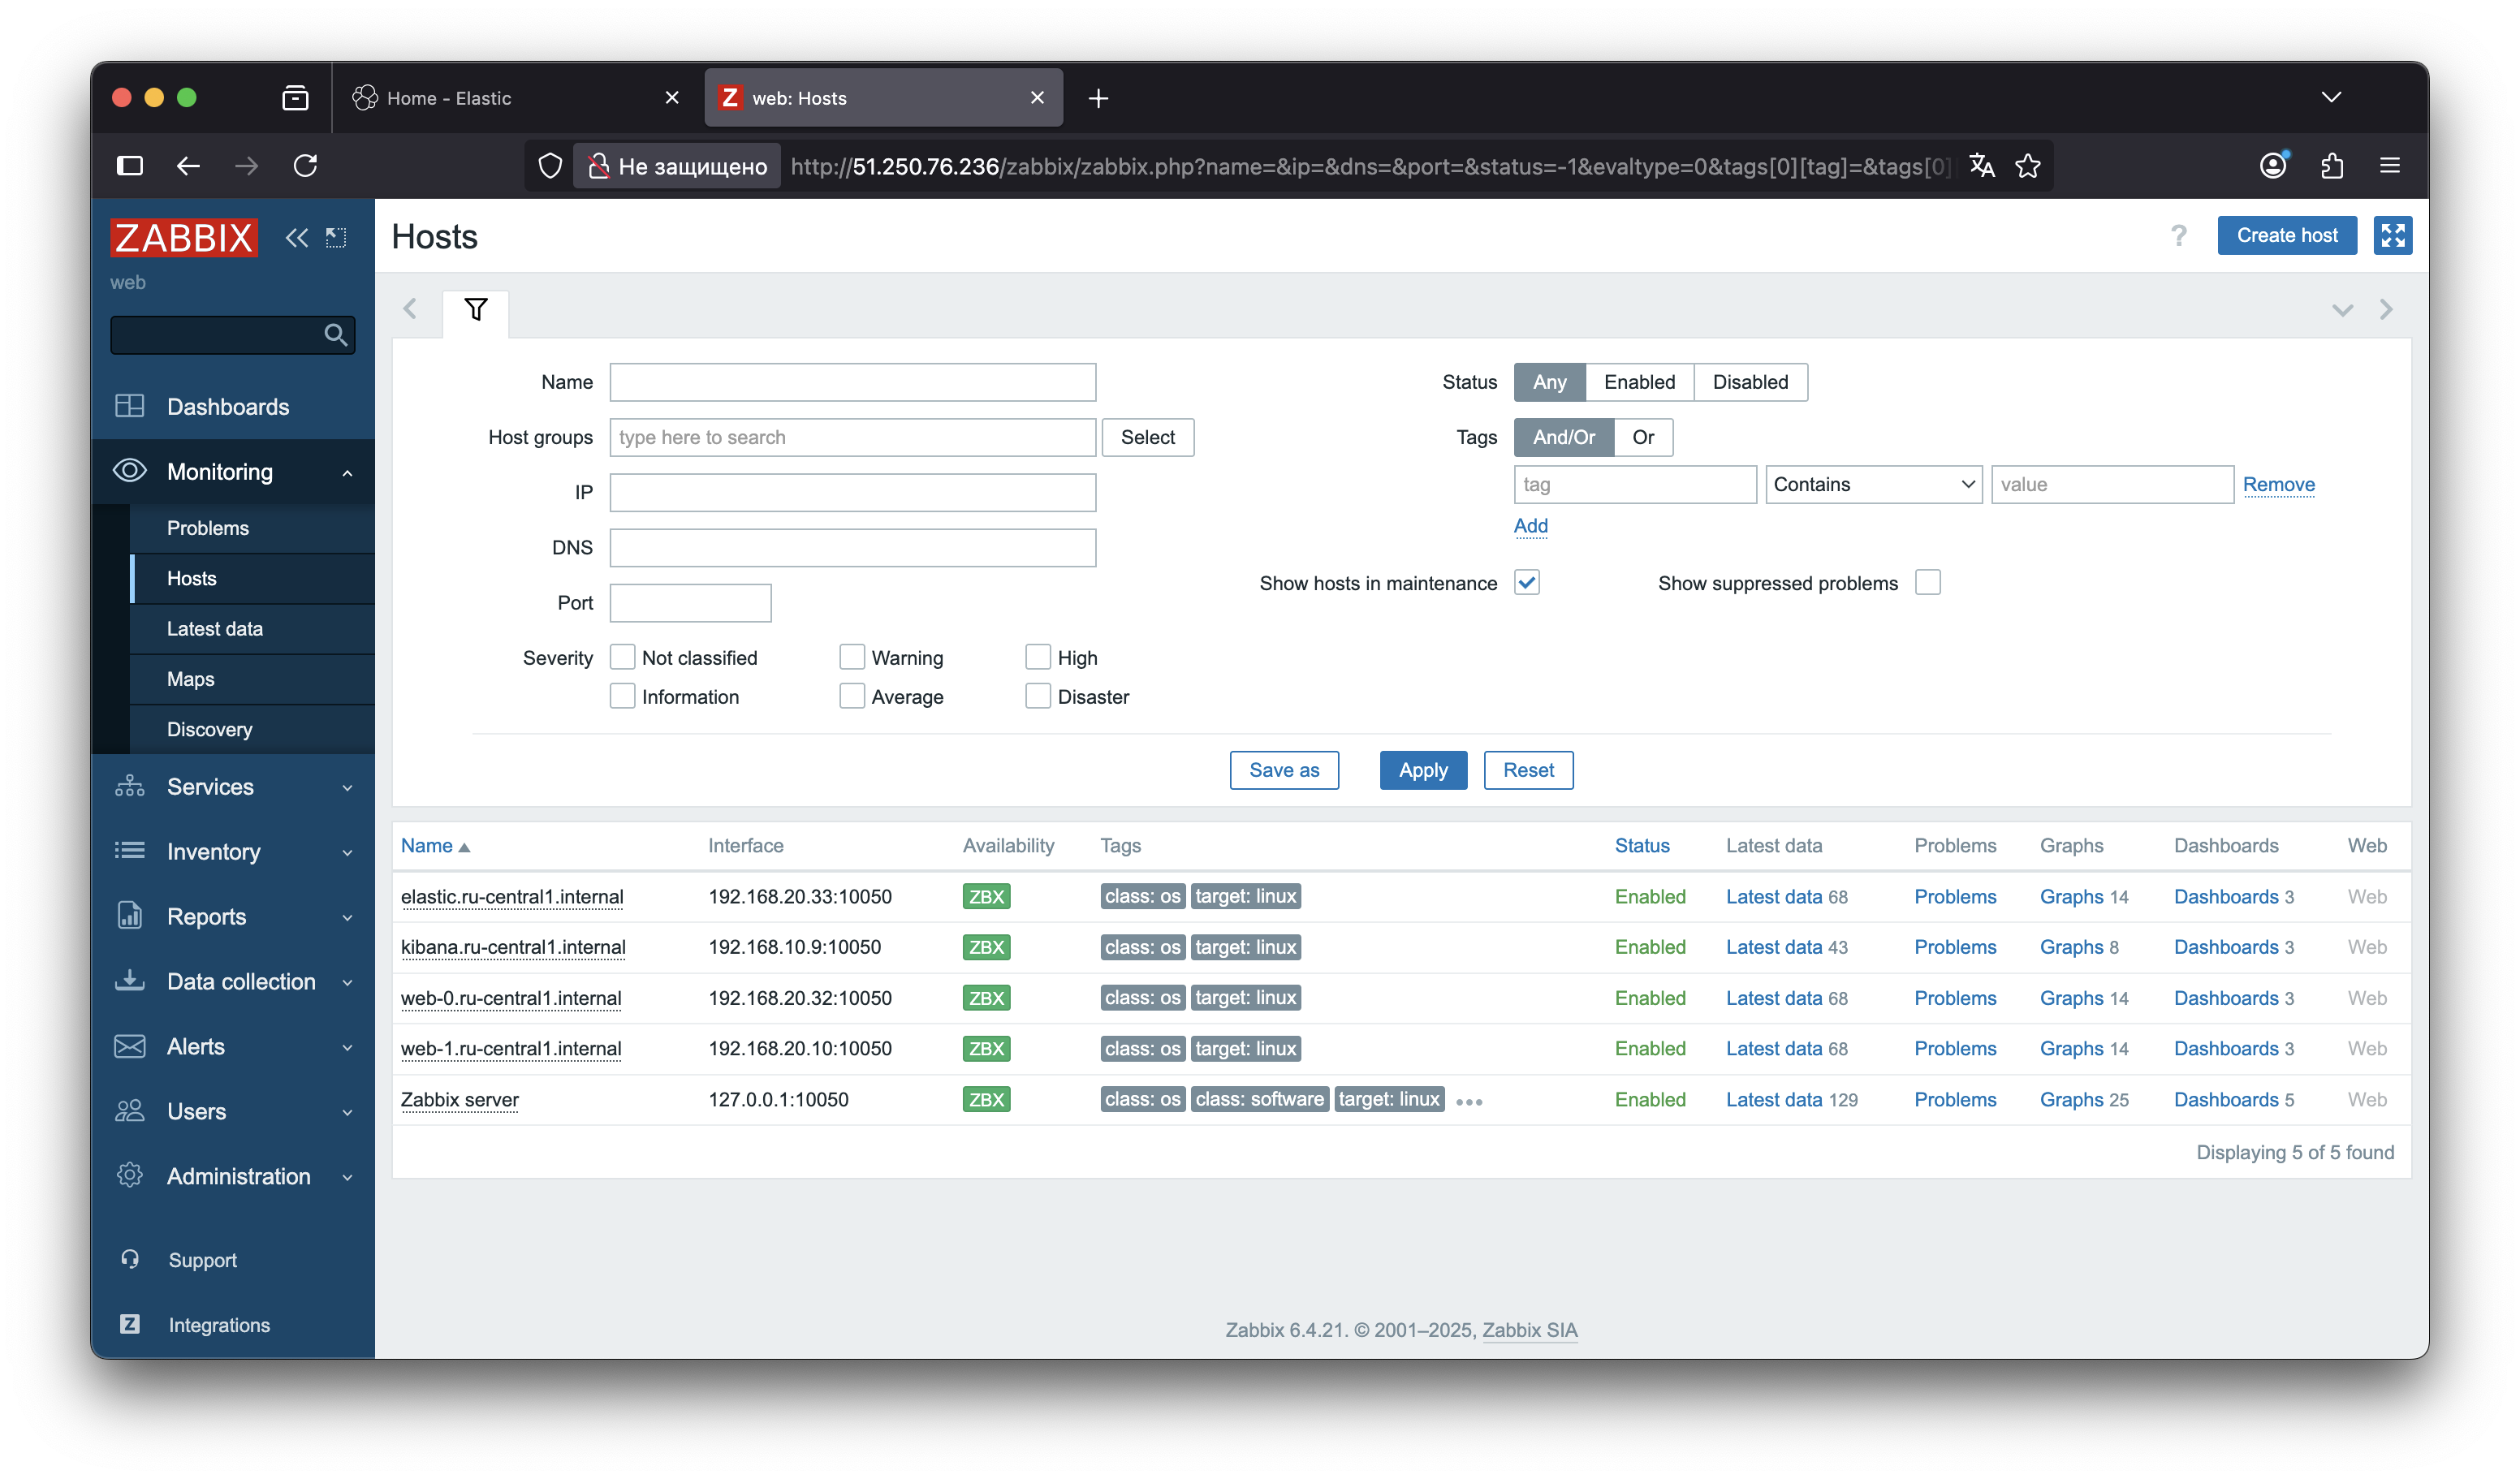 Home - Elastic
web: Hosts
Не защищено http://51.250.76.236/zabbix/zabbix.php?name=&ip=&dns=&port=&status=-1&evaltype=0&tags[0][tag]=&tags[0]
ZABBIX
web
Dashboards
Monitoring
Problems
Hosts
Latest data
Maps
Discovery
Services
Inventory
Reports
Data collection
Alerts
Users
Administration
Support
Z Integrations
Hosts
? Create host
Name
Host groups type here to search Select
IP
DNS
Port
Severity Not classified Warning High
Information Average Disaster
Status Any Enabled Disabled
Tags And/Or Or
tag Contains value Remove
Add
Show hosts in maintenance Show suppressed problems
Save as Apply Reset
Name Interface Availability Tags Status Latest data Problems Graphs Dashboards Web
elastic.ru-central1.internal 192.168.20.33:10050 ZBX class: os target: linux Enabled Latest data 68 Problems Graphs 14 Dashboards 3 Web
kibana.ru-central1.internal 192.168.10.9:10050 ZBX class: os target: linux Enabled Latest data 43 Problems Graphs 8 Dashboards 3 Web
web-0.ru-central1.internal 192.168.20.32:10050 ZBX class: os target: linux Enabled Latest data 68 Problems Graphs 14 Dashboards 3 Web
web-1.ru-central1.internal 192.168.20.10:10050 ZBX class: os target: linux Enabled Latest data 68 Problems Graphs 14 Dashboards 3 Web
Zabbix server 127.0.0.1:10050 ZBX class: os class: software target: linux ••• Enabled Latest data 129 Problems Graphs 25 Dashboards 5 Web
Displaying 5 of 5 found
Zabbix 6.4.21. © 2001–2025, Zabbix SIA